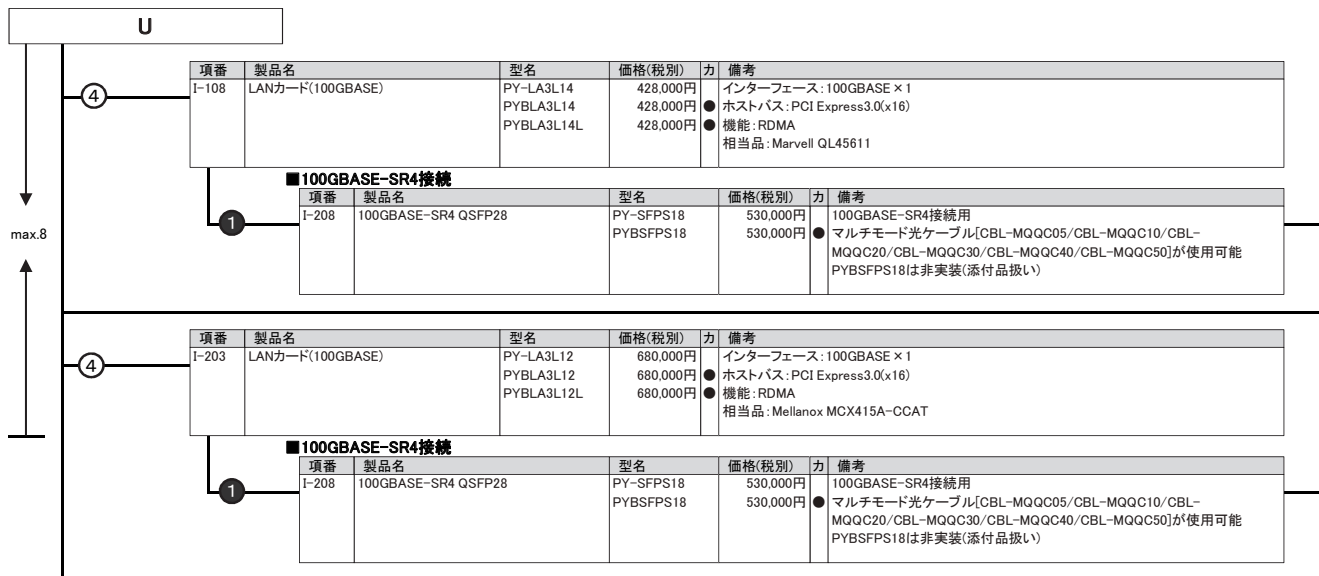 U
項番 製品名 型名 価格(税別) カ 備考
④ I-108 LANカード(100GBASE) PY-LA3L14 428,000円 インターフェース:100GBASE×1
PYBLA3L14 428,000円 ● ホストバス:PCI Express3.0(x16)
PYBLA3L14L 428,000円 ● 機能:RDMA
相当品:Marvell QL45611
■100GBASE-SR4接続
項番 製品名 型名 価格(税別) カ 備考
❶ I-208 100GBASE-SR4 QSFP28 PY-SFPS18 530,000円 100GBASE-SR4接続用
PYBSFPS18 530,000円 ● マルチモード光ケーブル[CBL-MQQC05/CBL-MQQC10/CBL-
MQQC20/CBL-MQQC30/CBL-MQQC40/CBL-MQQC50]が使用可能
PYBSFPS18は非実装(添付品扱い)
max.8
項番 製品名 型名 価格(税別) カ 備考
④ I-203 LANカード(100GBASE) PY-LA3L12 680,000円 インターフェース:100GBASE×1
PYBLA3L12 680,000円 ● ホストバス:PCI Express3.0(x16)
PYBLA3L12L 680,000円 ● 機能:RDMA
相当品:Mellanox MCX415A-CCAT
■100GBASE-SR4接続
項番 製品名 型名 価格(税別) カ 備考
❶ I-208 100GBASE-SR4 QSFP28 PY-SFPS18 530,000円 100GBASE-SR4接続用
PYBSFPS18 530,000円 ● マルチモード光ケーブル[CBL-MQQC05/CBL-MQQC10/CBL-
MQQC20/CBL-MQQC30/CBL-MQQC40/CBL-MQQC50]が使用可能
PYBSFPS18は非実装(添付品扱い)